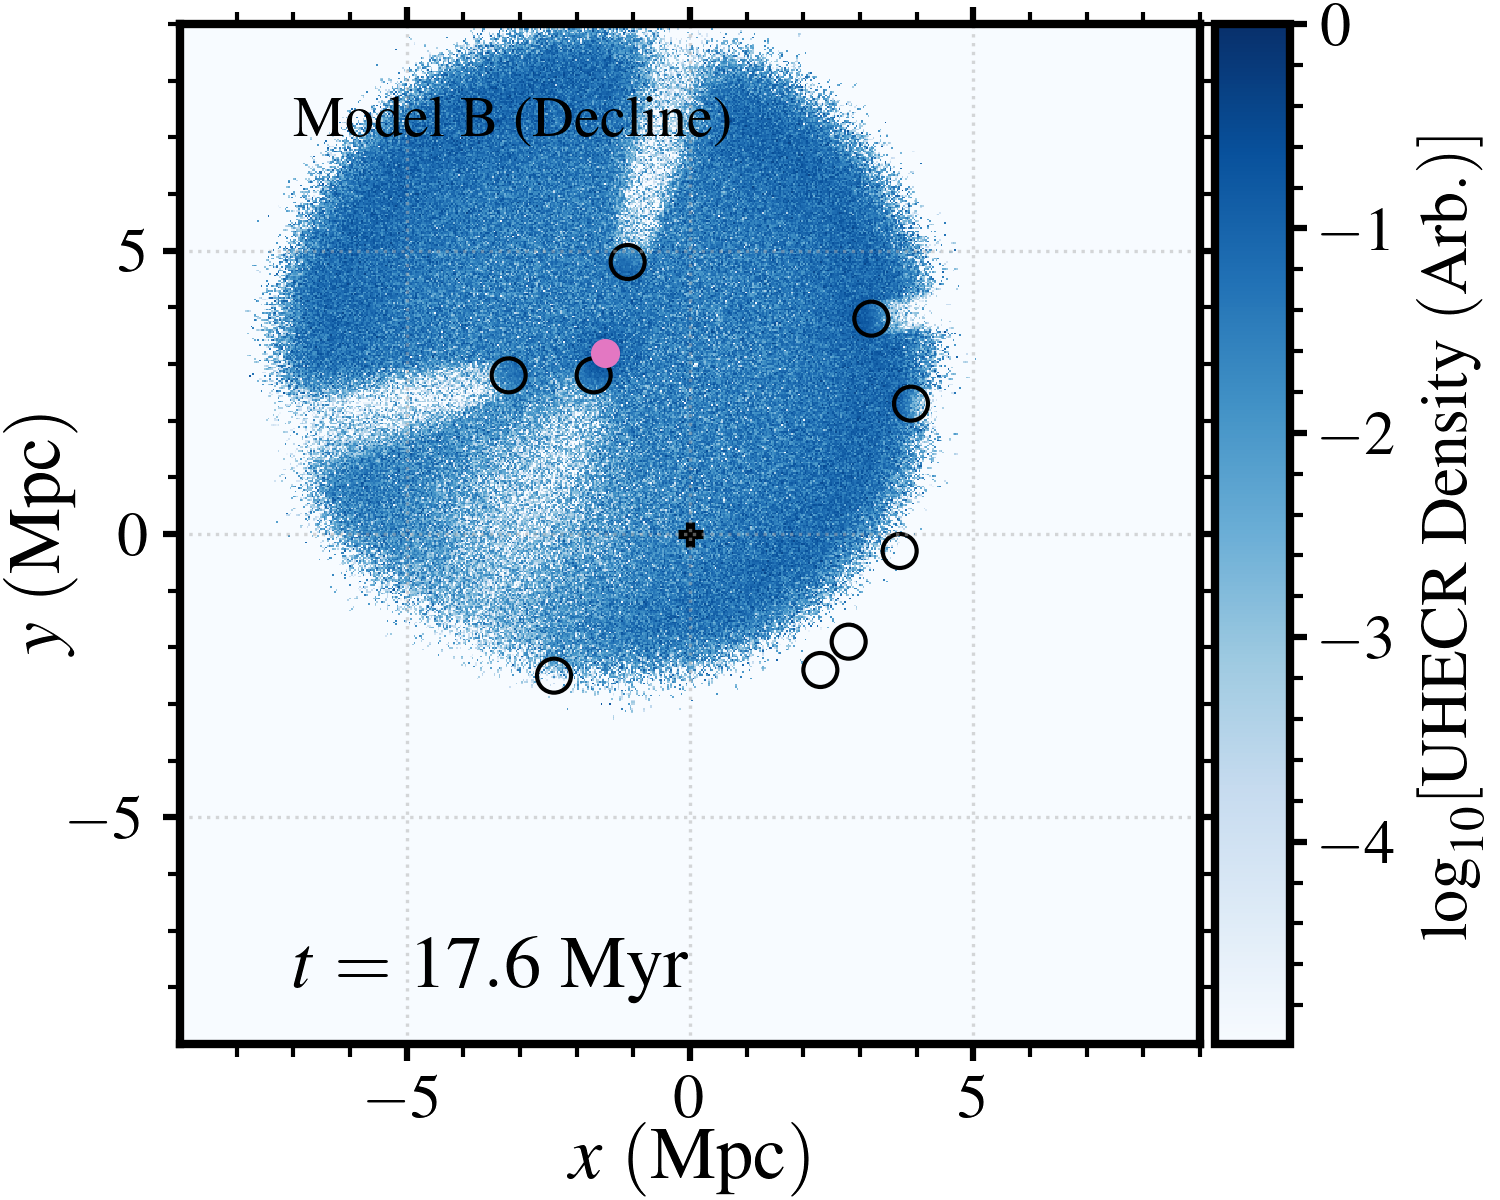 Model B (Decline)
t = 17.6 Myr
5
0
−5
y (Mpc)
−5
0
5
x (Mpc)
0
−1
−2
−3
−4
log₁₀[UHECR Density (Arb.)]